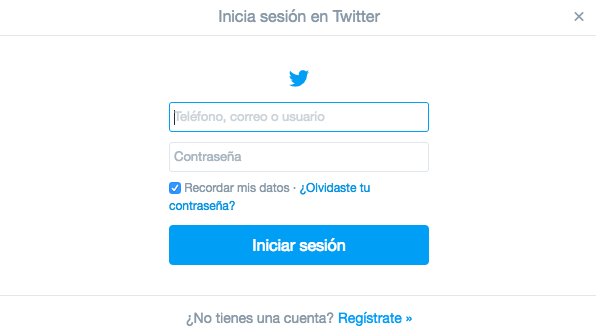 Inicia sesión en Twitter ×
Teléfono, correo o usuario
Contraseña
Recordar mis datos · ¿Olvidaste tu
contraseña?
Iniciar sesión
¿No tienes una cuenta? Regístrate »